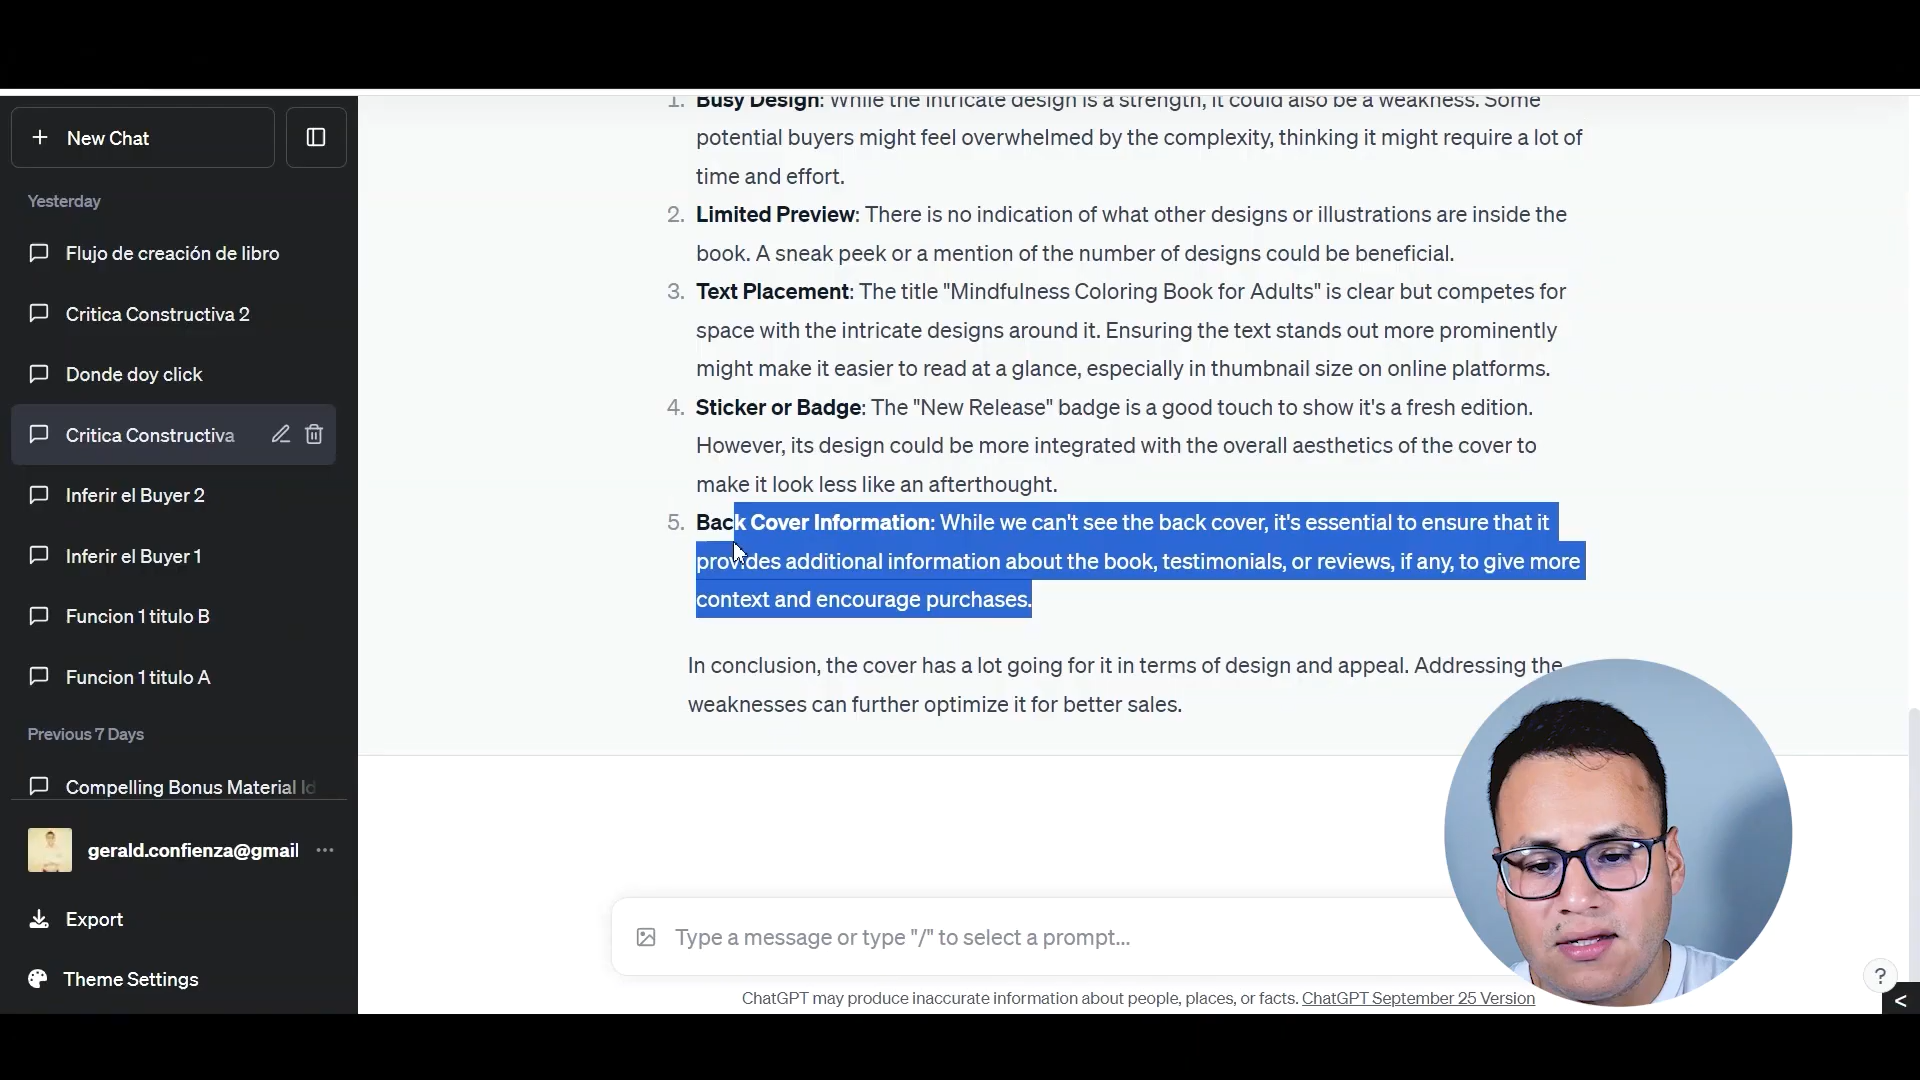 New Chat
Yesterday
Flujo de creación de libro
Critica Constructiva 2
Donde doy click
Critica Constructiva
Inferir el Buyer 2
Inferir el Buyer 1
Funcion 1 titulo B
Funcion 1 titulo A
Previous 7 Days
Compelling Bonus Material Id
gerald.confienza@gmail
Export
Theme Settings
1. Busy Design: While the intricate design is a strength, it could also be a weakness. Some
potential buyers might feel overwhelmed by the complexity, thinking it might require a lot of
time and effort.
2. Limited Preview: There is no indication of what other designs or illustrations are inside the
book. A sneak peek or a mention of the number of designs could be beneficial.
3. Text Placement: The title "Mindfulness Coloring Book for Adults" is clear but competes for
space with the intricate designs around it. Ensuring the text stands out more prominently
might make it easier to read at a glance, especially in thumbnail size on online platforms.
4. Sticker or Badge: The "New Release" badge is a good touch to show it's a fresh edition.
However, its design could be more integrated with the overall aesthetics of the cover to
make it look less like an afterthought.
5. Back Cover Information: While we can't see the back cover, it's essential to ensure that it
provides additional information about the book, testimonials, or reviews, if any, to give more
context and encourage purchases.
In conclusion, the cover has a lot going for it in terms of design and appeal. Addressing the
weaknesses can further optimize it for better sales.
Type a message or type "/" to select a prompt...
ChatGPT may produce inaccurate information about people, places, or facts. ChatGPT September 25 Version
?
<